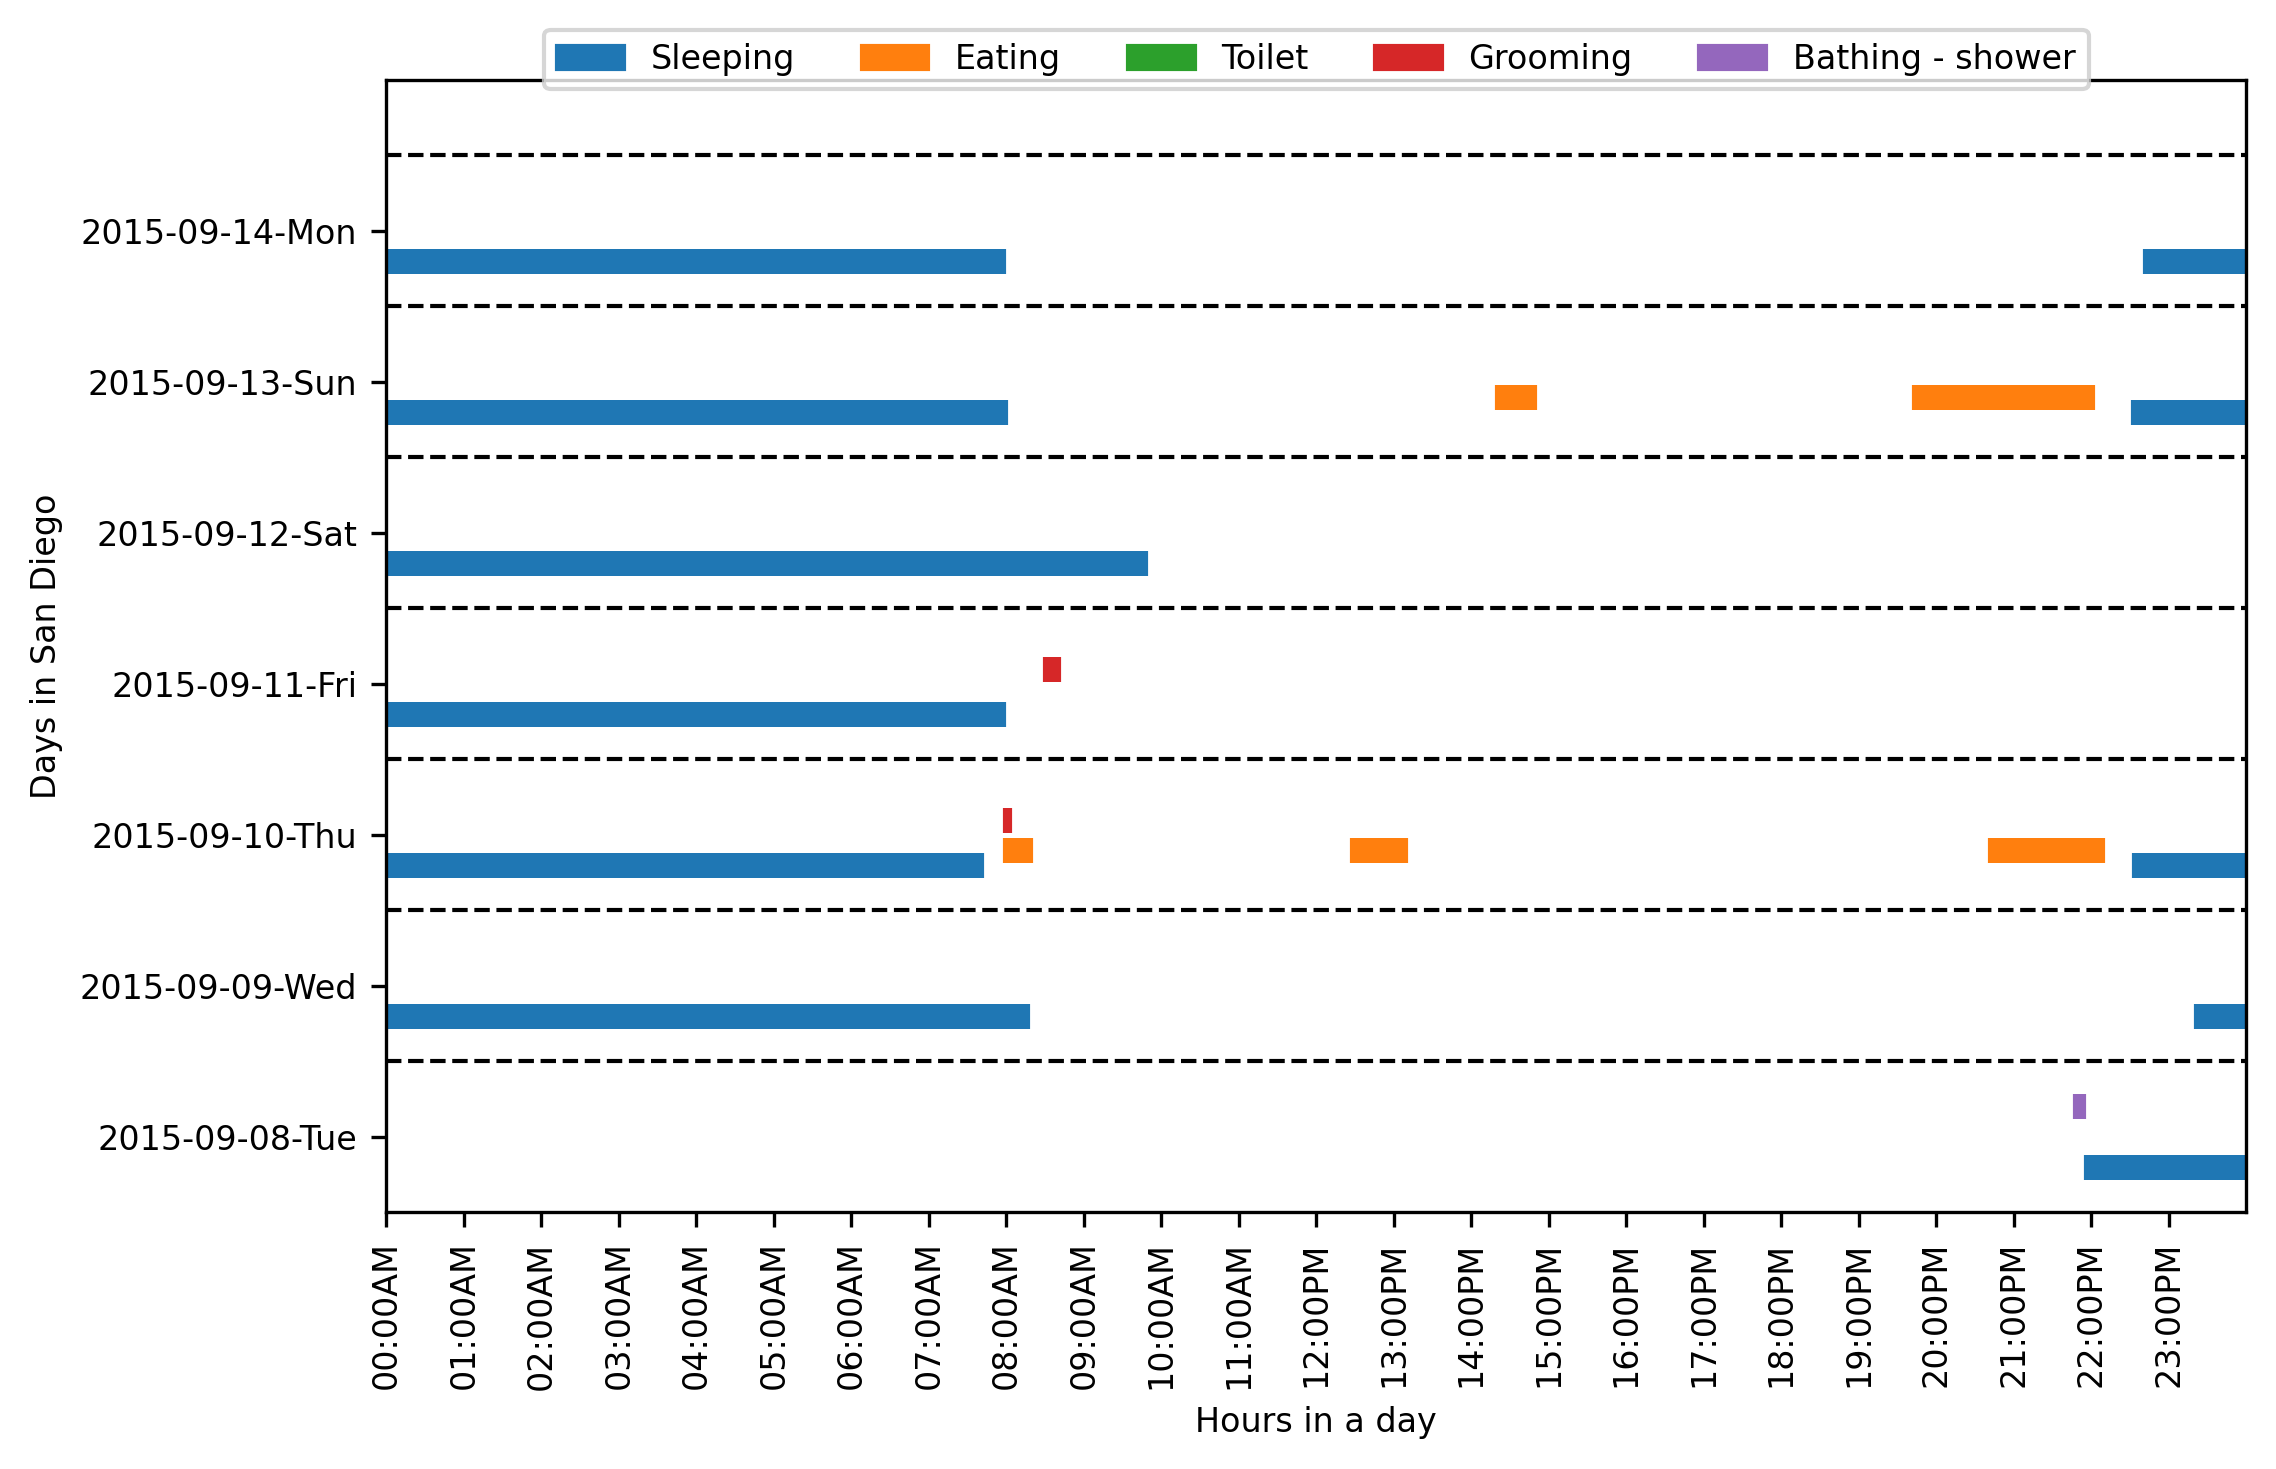 Sleeping Eating Toilet Grooming Bathing - shower
2015-09-14-Mon
2015-09-13-Sun
2015-09-12-Sat
2015-09-11-Fri
2015-09-10-Thu
2015-09-09-Wed
2015-09-08-Tue
Days in San Diego
00:00AM
01:00AM
02:00AM
03:00AM
04:00AM
05:00AM
06:00AM
07:00AM
08:00AM
09:00AM
10:00AM
11:00AM
12:00PM
13:00PM
14:00PM
15:00PM
16:00PM
17:00PM
18:00PM
19:00PM
20:00PM
21:00PM
22:00PM
23:00PM
Hours in a day